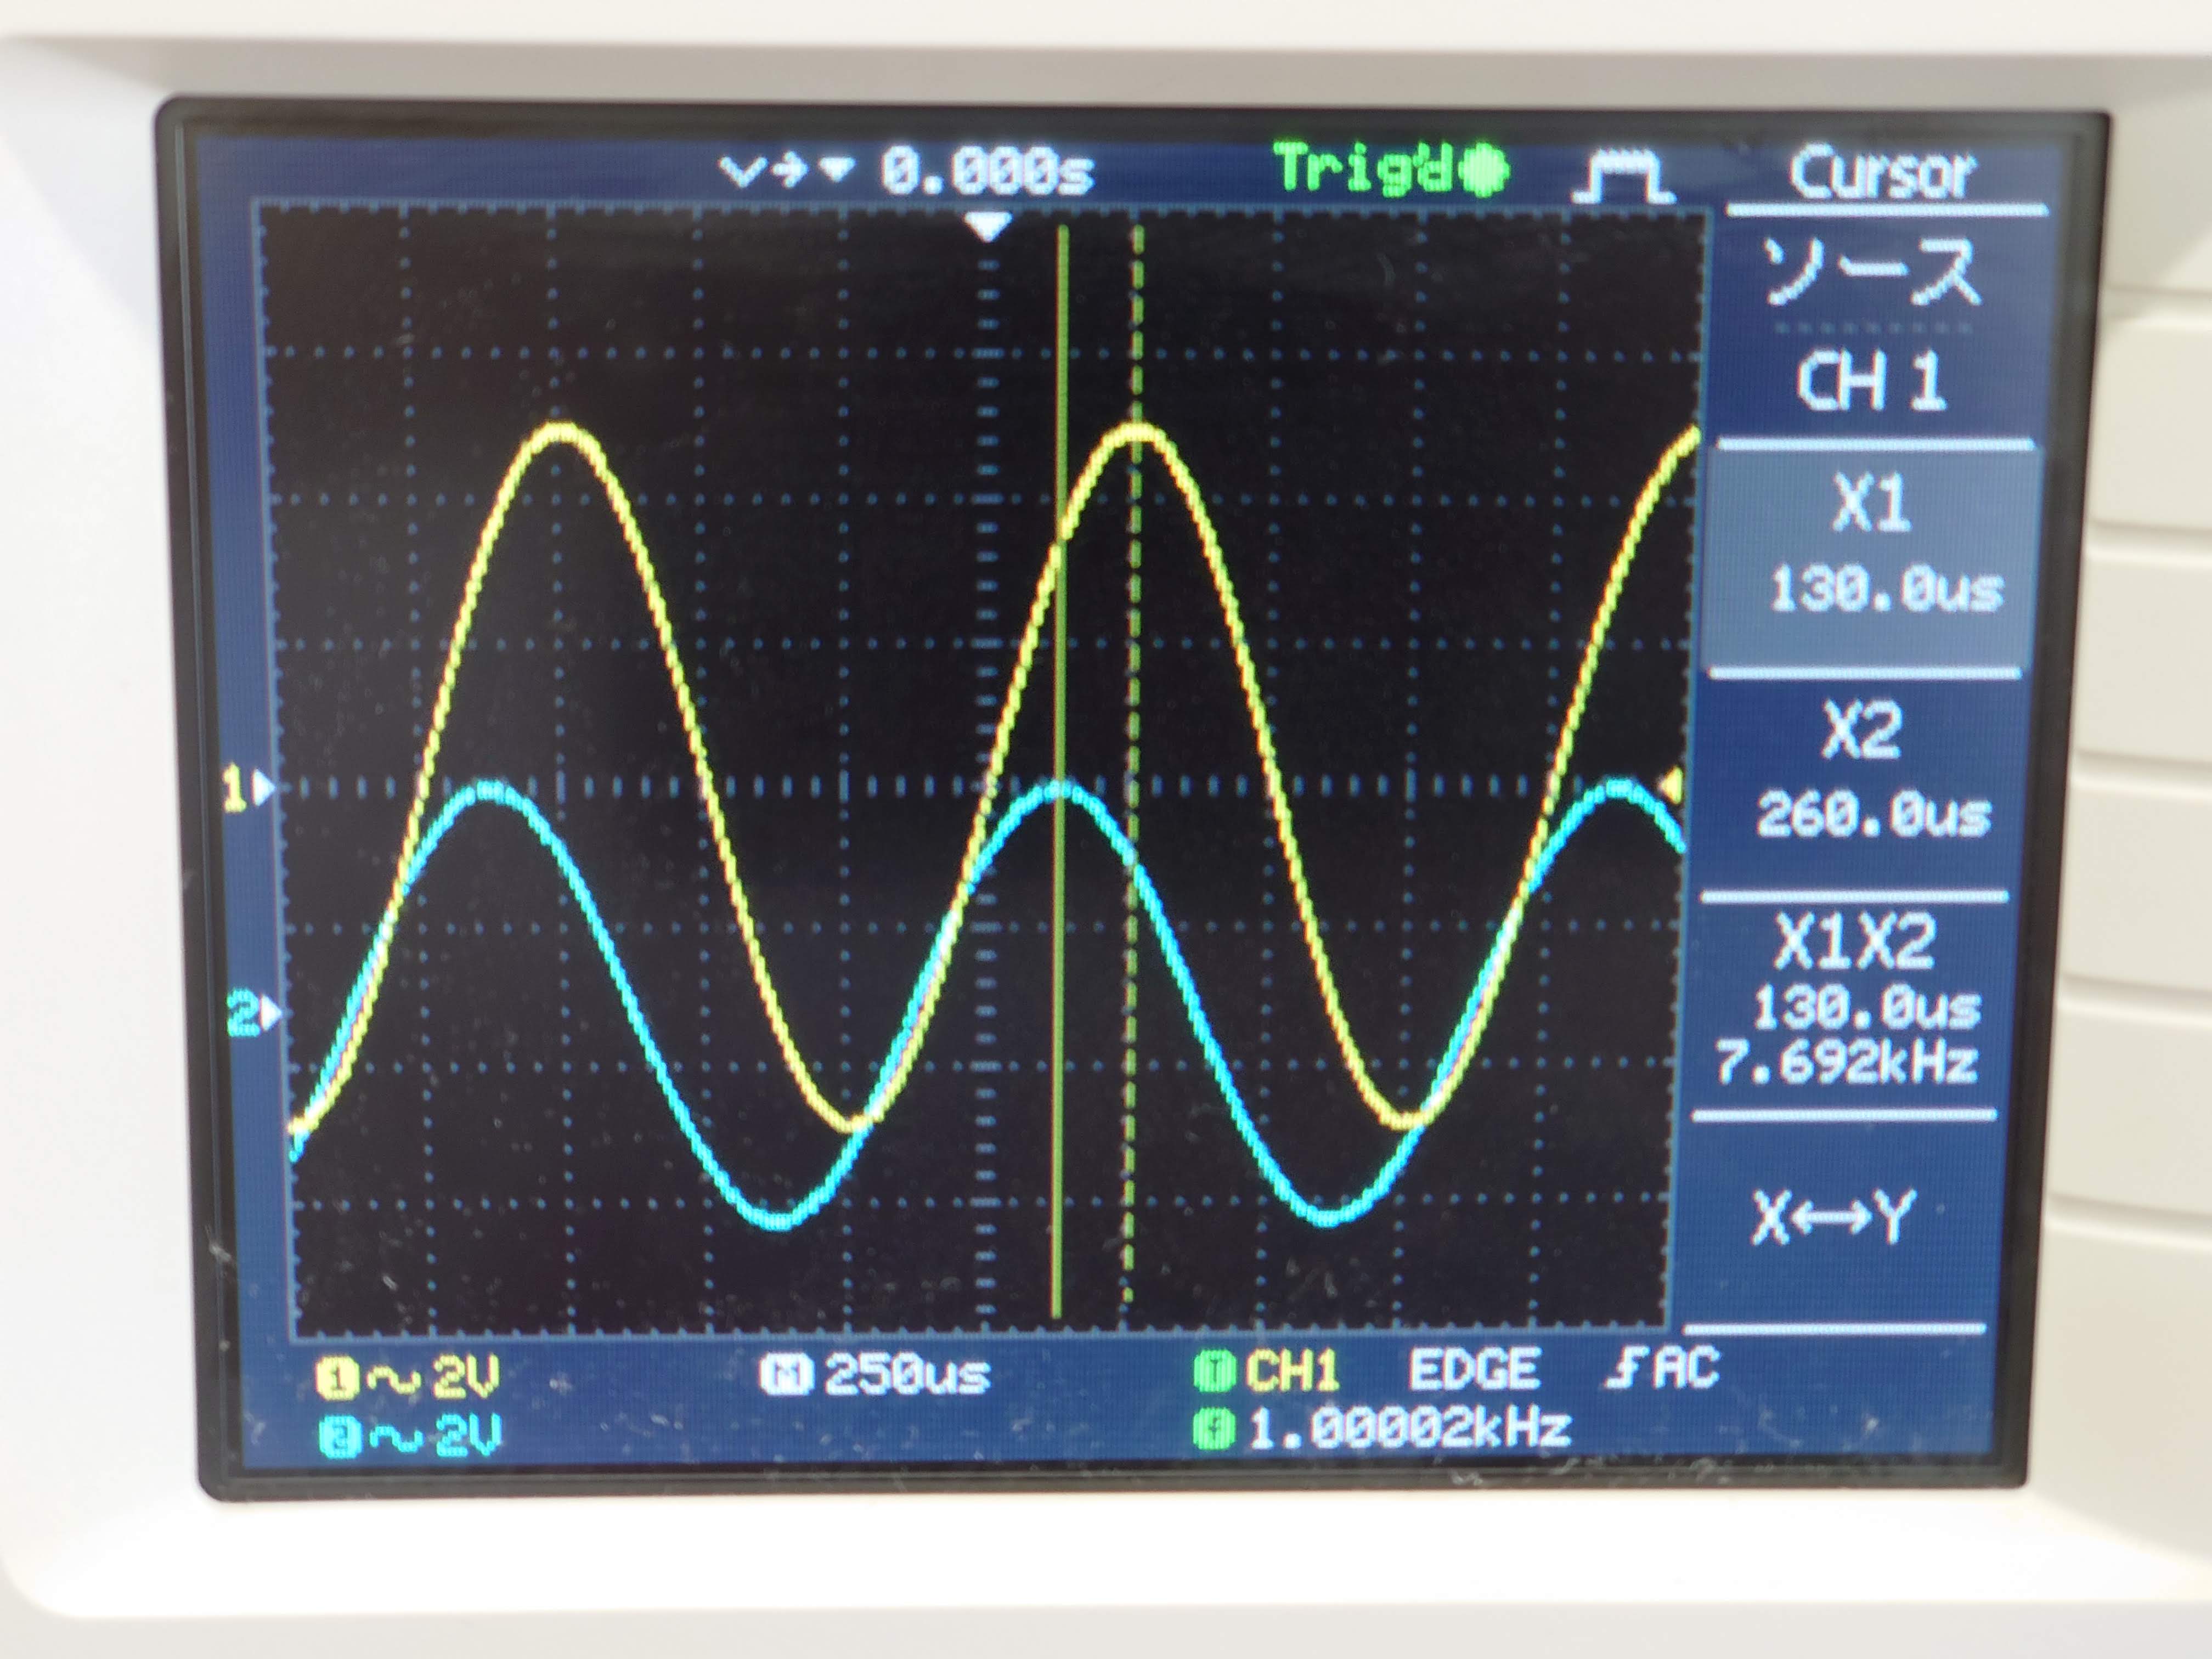 0.000s Trig'd Cursor
ソース
CH 1
X1
130.0us
X2
260.0us
X1X2
130.0us
7.692kHz
X↔Y
1
2
1 ~ 2V M 250us T CH1 EDGE AC
2 ~ 2V f 1.00002kHz